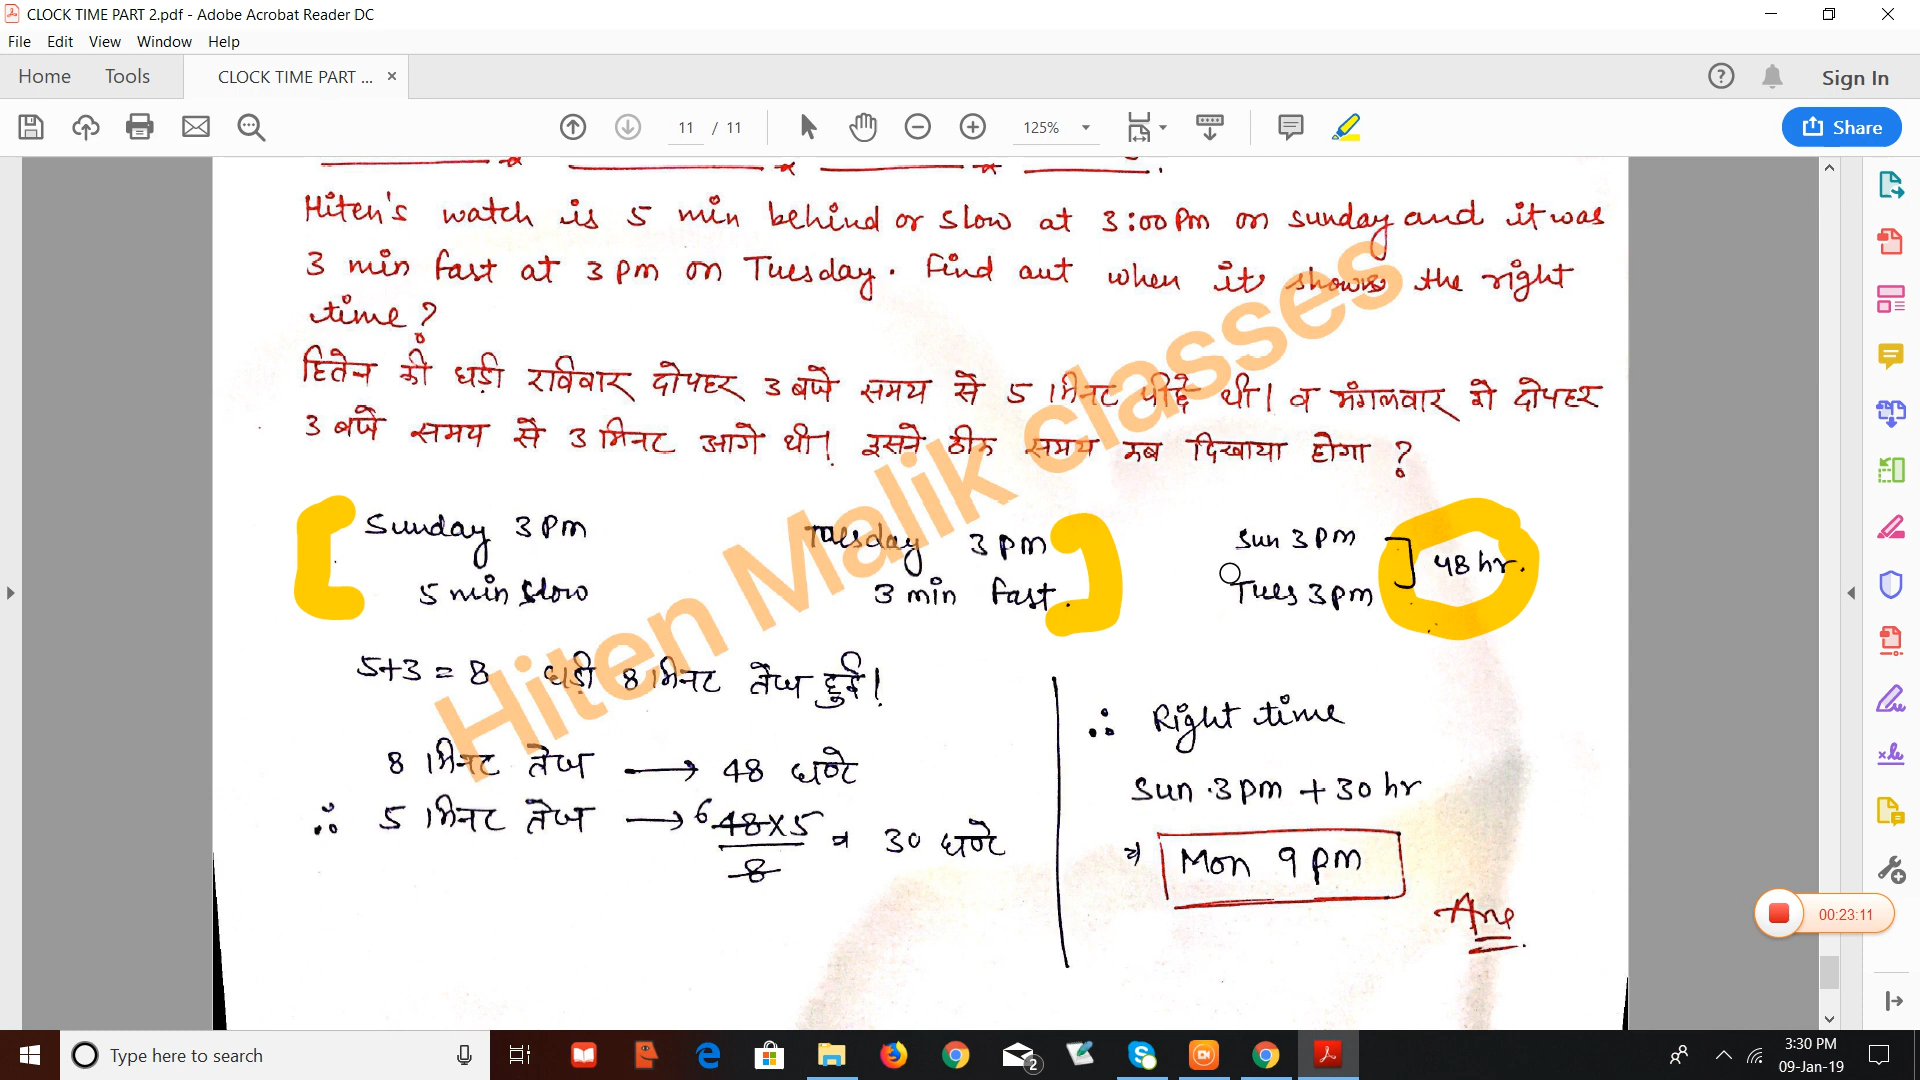 CLOCK TIME PART 2.pdf - Adobe Acrobat Reader DC
File Edit View Window Help
Home Tools CLOCK TIME PART ... × Sign In
11 / 11 125% Share
Hiten's watch is 5 min behind or slow at 3:00 Pm on sunday and it was
3 min fast at 3 pm on Tuesday. Find out when it shows the right
time?
हितेन की घड़ी रविवार दोपहर 3 बजे समय से 5 मिनट पीछे थी। व मंगलवार को दोपहर
3 बजे समय से 3 मिनट आगे थी! इसने ठीक समय कब दिखाया होगा ?
Sunday 3 Pm Tuesday 3 pm Sun 3 pm
48 hr.
5 min slow 3 min fast. Tues 3 pm
5+3 = 8 घड़ी 8 मिनट तेज हुई!
∴ Right time
8 मिनट तेज → 48 घण्टे
Sun. 3 pm + 30 hr
∴ 5 मिनट तेज → 6 48×5 / 8 ⇒ 30 घण्टे
⇒ Mon 9 pm
Ans
Hiten Malik classes
00:23:11
Type here to search
2
3:30 PM
09-Jan-19